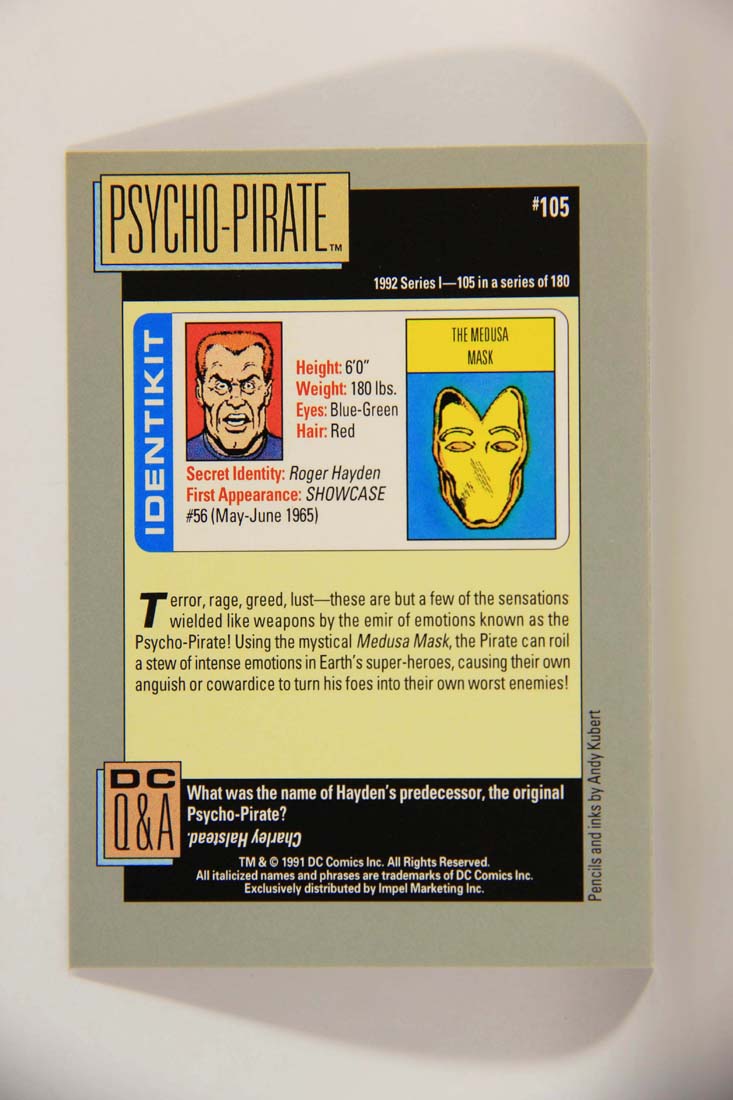 PSYCHO-PIRATE™
#105
1992 Series I—105 in a series of 180
IDENTIKIT
Height: 6'0"
Weight: 180 lbs.
Eyes: Blue-Green
Hair: Red
Secret Identity: Roger Hayden
First Appearance: SHOWCASE
#56 (May-June 1965)
THE MEDUSA
MASK
Terror, rage, greed, lust—these are but a few of the sensations
wielded like weapons by the emir of emotions known as the
Psycho-Pirate! Using the mystical Medusa Mask, the Pirate can roil
a stew of intense emotions in Earth's super-heroes, causing their own
anguish or cowardice to turn his foes into their own worst enemies!
DC
Q&A
What was the name of Hayden's predecessor, the original
Psycho-Pirate?
Charley Halstead.
TM & © 1991 DC Comics Inc. All Rights Reserved.
All italicized names and phrases are trademarks of DC Comics Inc.
Exclusively distributed by Impel Marketing Inc.
Pencils and inks by Andy Kubert